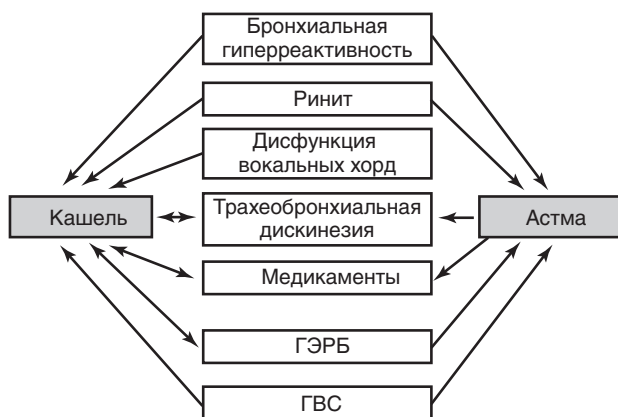 Бронхиальная
гиперреактивность
Ринит
Дисфункция
вокальных хорд
Кашель
Трахеобронхиальная
дискинезия
Астма
Медикаменты
ГЭРБ
ГВС